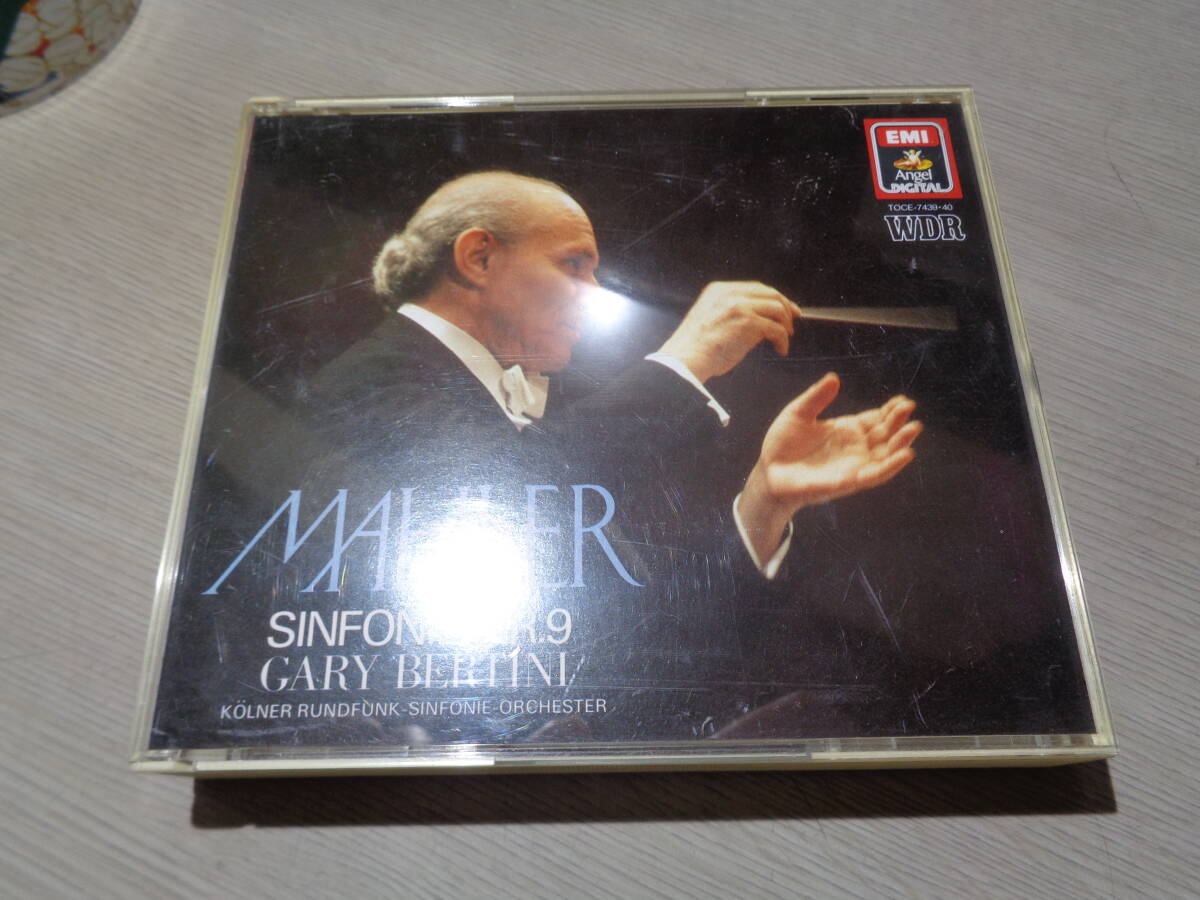 EMI
Angel
DIGITAL
TOCE-7439•40
WDR
MAHLER
SINFONIE NR.9
GARY BERTINI
KÖLNER RUNDFUNK-SINFONIE-ORCHESTER